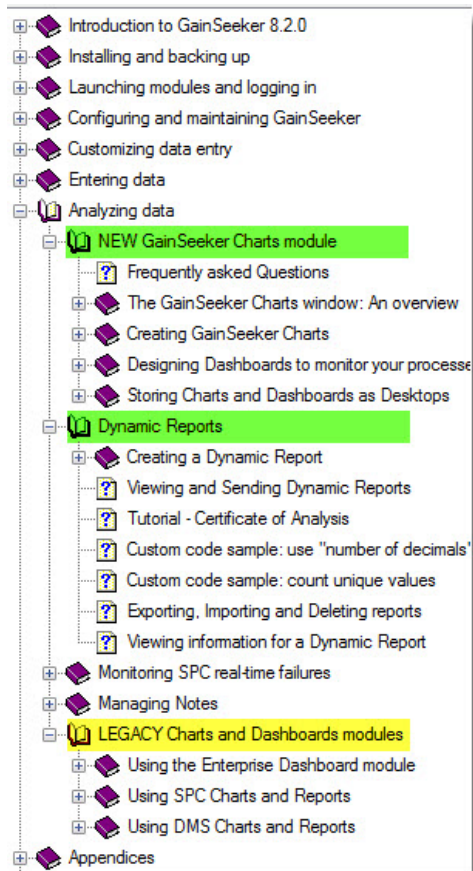 Introduction to GainSeeker 8.2.0
Installing and backing up
Launching modules and logging in
Configuring and maintaining GainSeeker
Customizing data entry
Entering data
Analyzing data
NEW GainSeeker Charts module
Frequently asked Questions
The GainSeeker Charts window: An overview
Creating GainSeeker Charts
Designing Dashboards to monitor your processe
Storing Charts and Dashboards as Desktops
Dynamic Reports
Creating a Dynamic Report
Viewing and Sending Dynamic Reports
Tutorial - Certificate of Analysis
Custom code sample: use "number of decimals"
Custom code sample: count unique values
Exporting, Importing and Deleting reports
Viewing information for a Dynamic Report
Monitoring SPC real-time failures
Managing Notes
LEGACY Charts and Dashboards modules
Using the Enterprise Dashboard module
Using SPC Charts and Reports
Using DMS Charts and Reports
Appendices